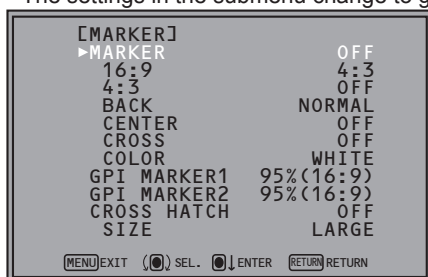 The settings in the submenu change to g
[MARKER]
►MARKER OFF
16:9 4:3
4:3 OFF
BACK NORMAL
CENTER OFF
CROSS OFF
COLOR WHITE
GPI MARKER1 95%(16:9)
GPI MARKER2 95%(16:9)
CROSS HATCH OFF
SIZE LARGE
MENU EXIT SEL. ENTER RETURN RETURN